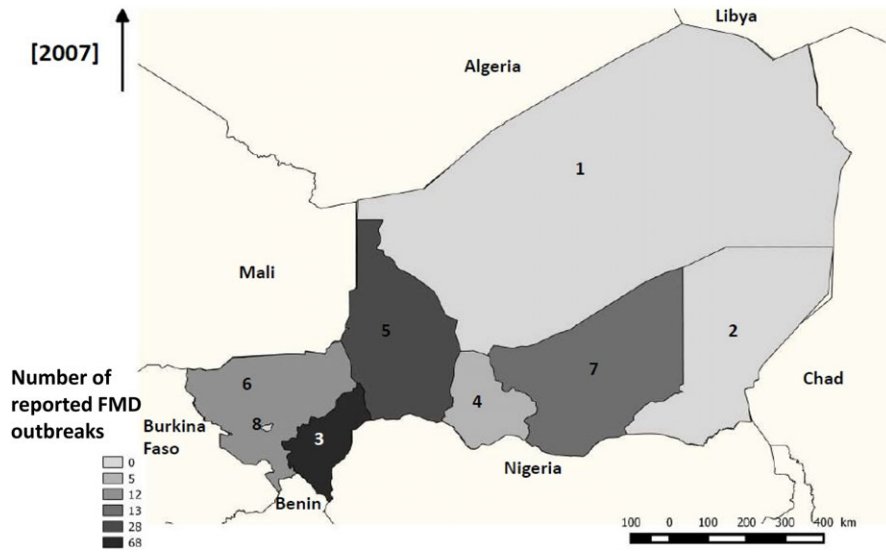 Libya
[2007]
Algeria
1
Mali
5
2
7
Chad
6
4
Number of
reported FMD
outbreaks
8
3
Burkina
Faso
Nigeria
Benin
0
5
12
13
28
68
100 0 100 200 300 400 km